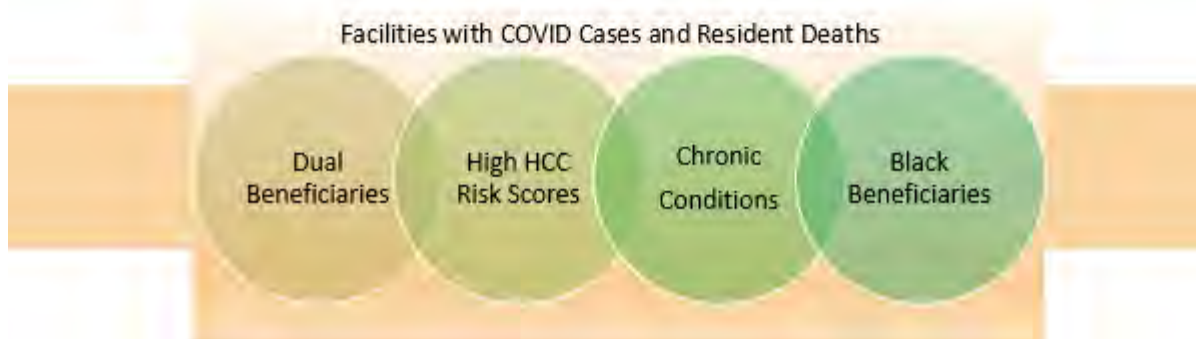 Facilities with COVID Cases and Resident Deaths
Dual
Beneficiaries
High HCC
Risk Scores
Chronic
Conditions
Black
Beneficiaries